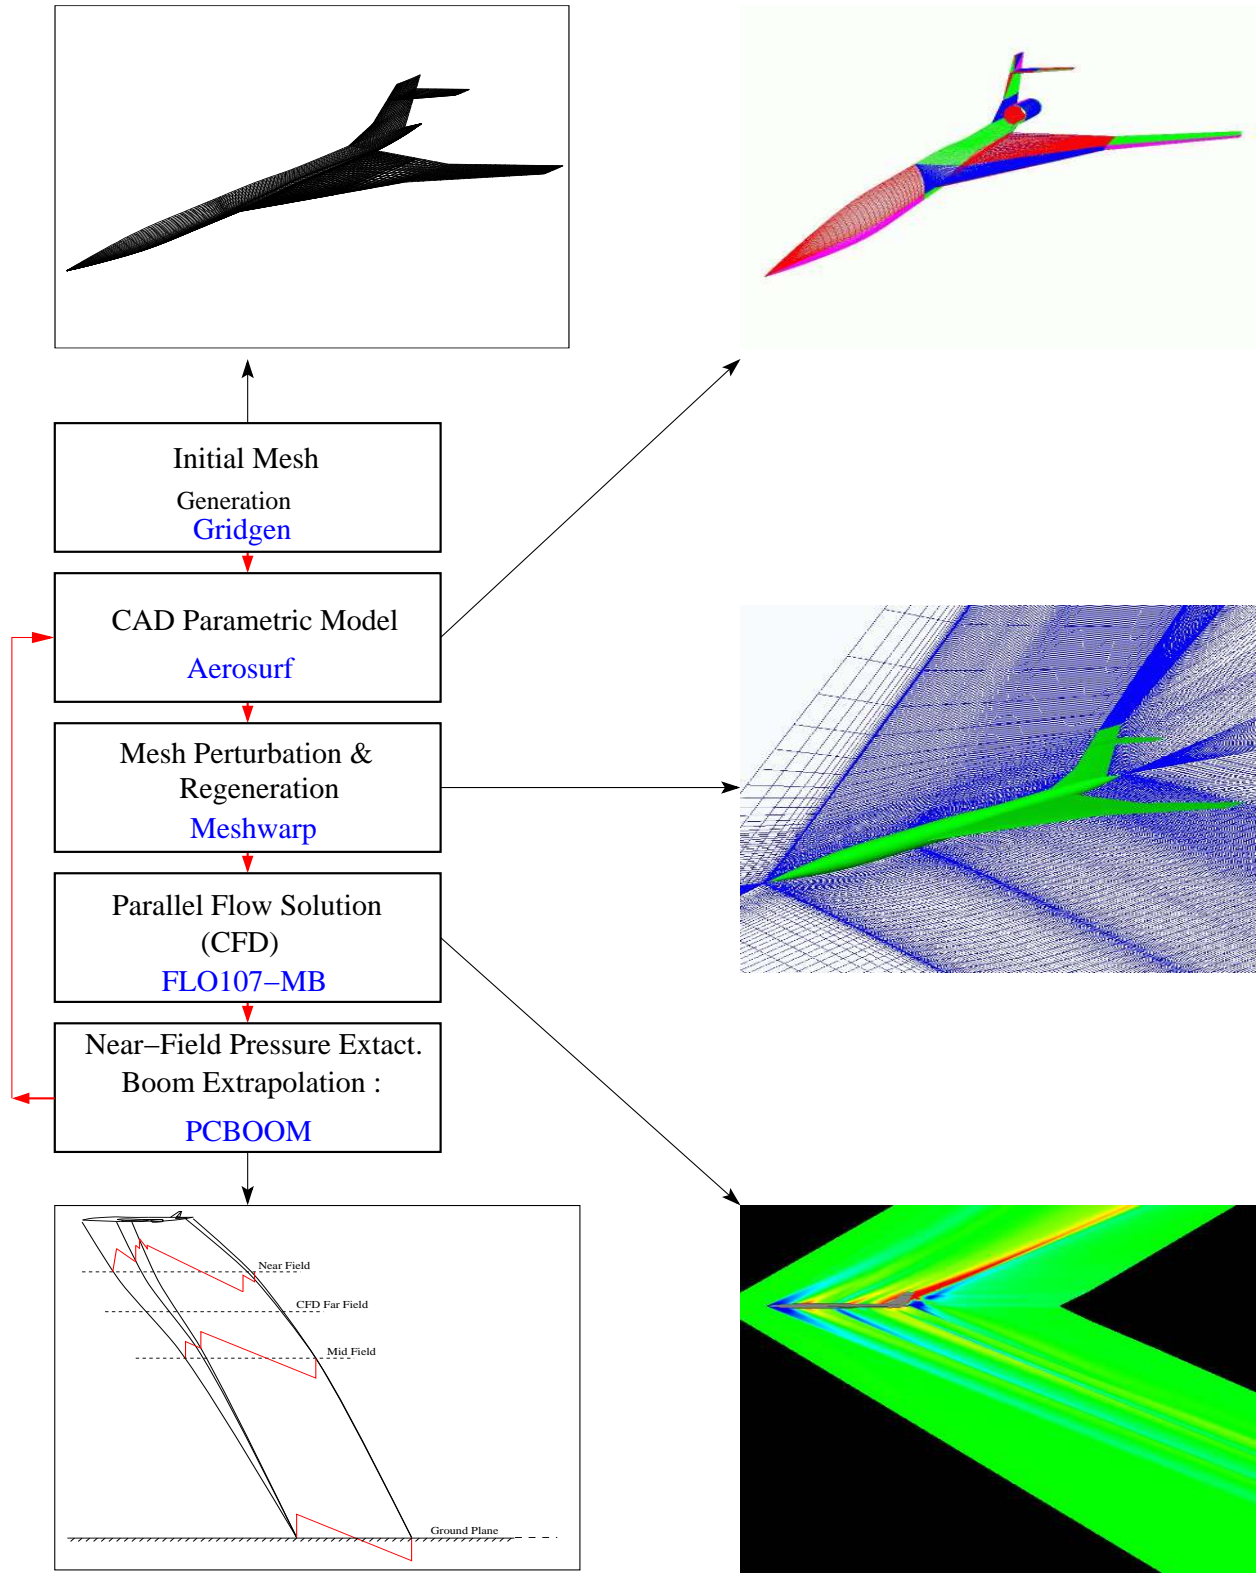 Initial Mesh
Generation
Gridgen
CAD Parametric Model
Aerosurf
Mesh Perturbation &
Regeneration
Meshwarp
Parallel Flow Solution
(CFD)
FLO107−MB
Near−Field Pressure Extact.
Boom Extrapolation :
PCBOOM
Near Field
CFD Far Field
Mid Field
Ground Plane